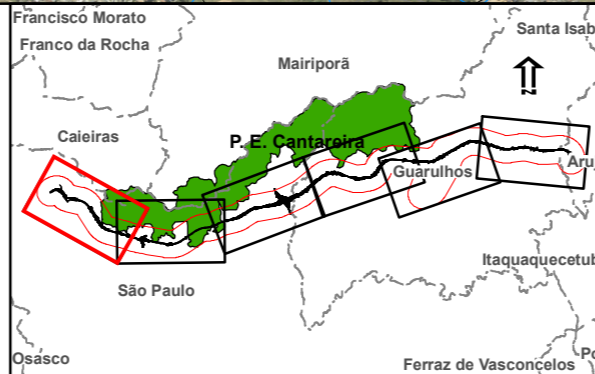 Francisco Morato
Franco da Rocha
Santa Isab
Mairiporã
N
Caieiras
P. E. Cantareira
Guarulhos
Aru
Itaquaquecetub
São Paulo
Osasco
Ferraz de Vasconcelos
Po